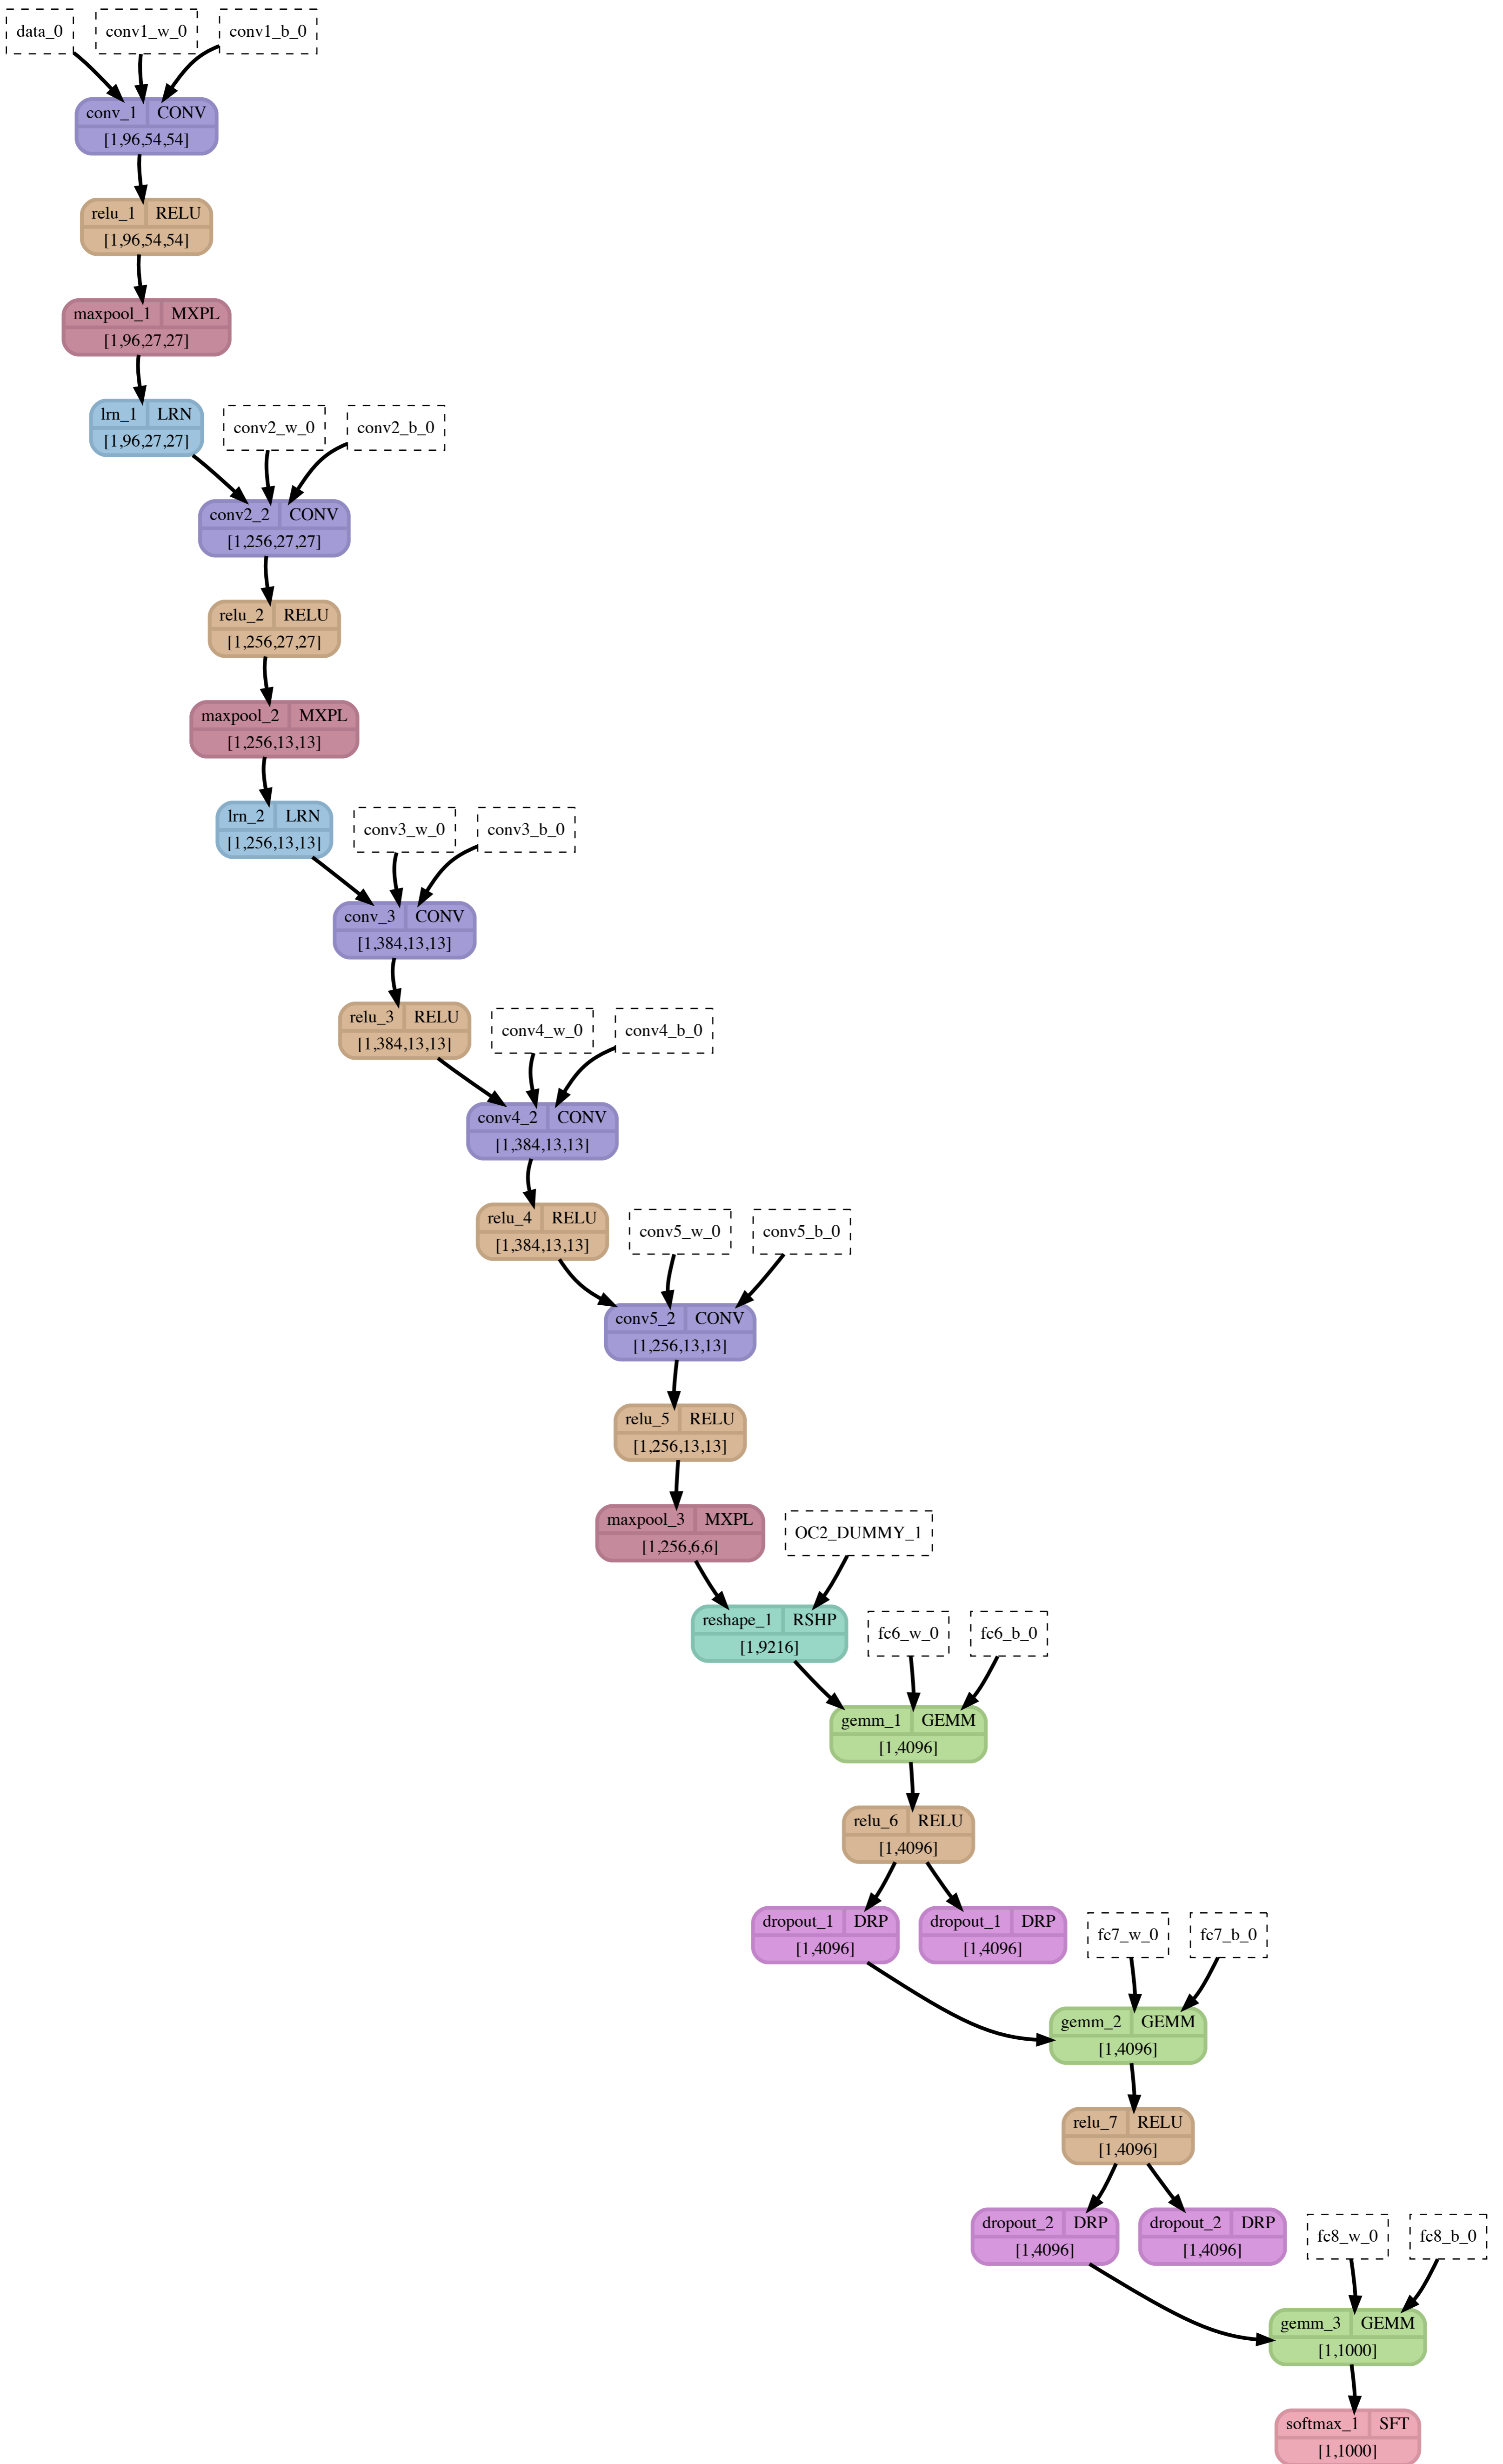 data_0 conv1_w_0 conv1_b_0
conv_1 CONV
[1,96,54,54]
relu_1 RELU
[1,96,54,54]
maxpool_1 MXPL
[1,96,27,27]
lrn_1 LRN
[1,96,27,27]
conv2_w_0 conv2_b_0
conv2_2 CONV
[1,256,27,27]
relu_2 RELU
[1,256,27,27]
maxpool_2 MXPL
[1,256,13,13]
lrn_2 LRN
[1,256,13,13]
conv3_w_0 conv3_b_0
conv_3 CONV
[1,384,13,13]
relu_3 RELU
[1,384,13,13]
conv4_w_0 conv4_b_0
conv4_2 CONV
[1,384,13,13]
relu_4 RELU
[1,384,13,13]
conv5_w_0 conv5_b_0
conv5_2 CONV
[1,256,13,13]
relu_5 RELU
[1,256,13,13]
maxpool_3 MXPL
[1,256,6,6]
OC2_DUMMY_1
reshape_1 RSHP
[1,9216]
fc6_w_0 fc6_b_0
gemm_1 GEMM
[1,4096]
relu_6 RELU
[1,4096]
dropout_1 DRP
[1,4096]
dropout_1 DRP
[1,4096]
fc7_w_0 fc7_b_0
gemm_2 GEMM
[1,4096]
relu_7 RELU
[1,4096]
dropout_2 DRP
[1,4096]
dropout_2 DRP
[1,4096]
fc8_w_0 fc8_b_0
gemm_3 GEMM
[1,1000]
softmax_1 SFT
[1,1000]